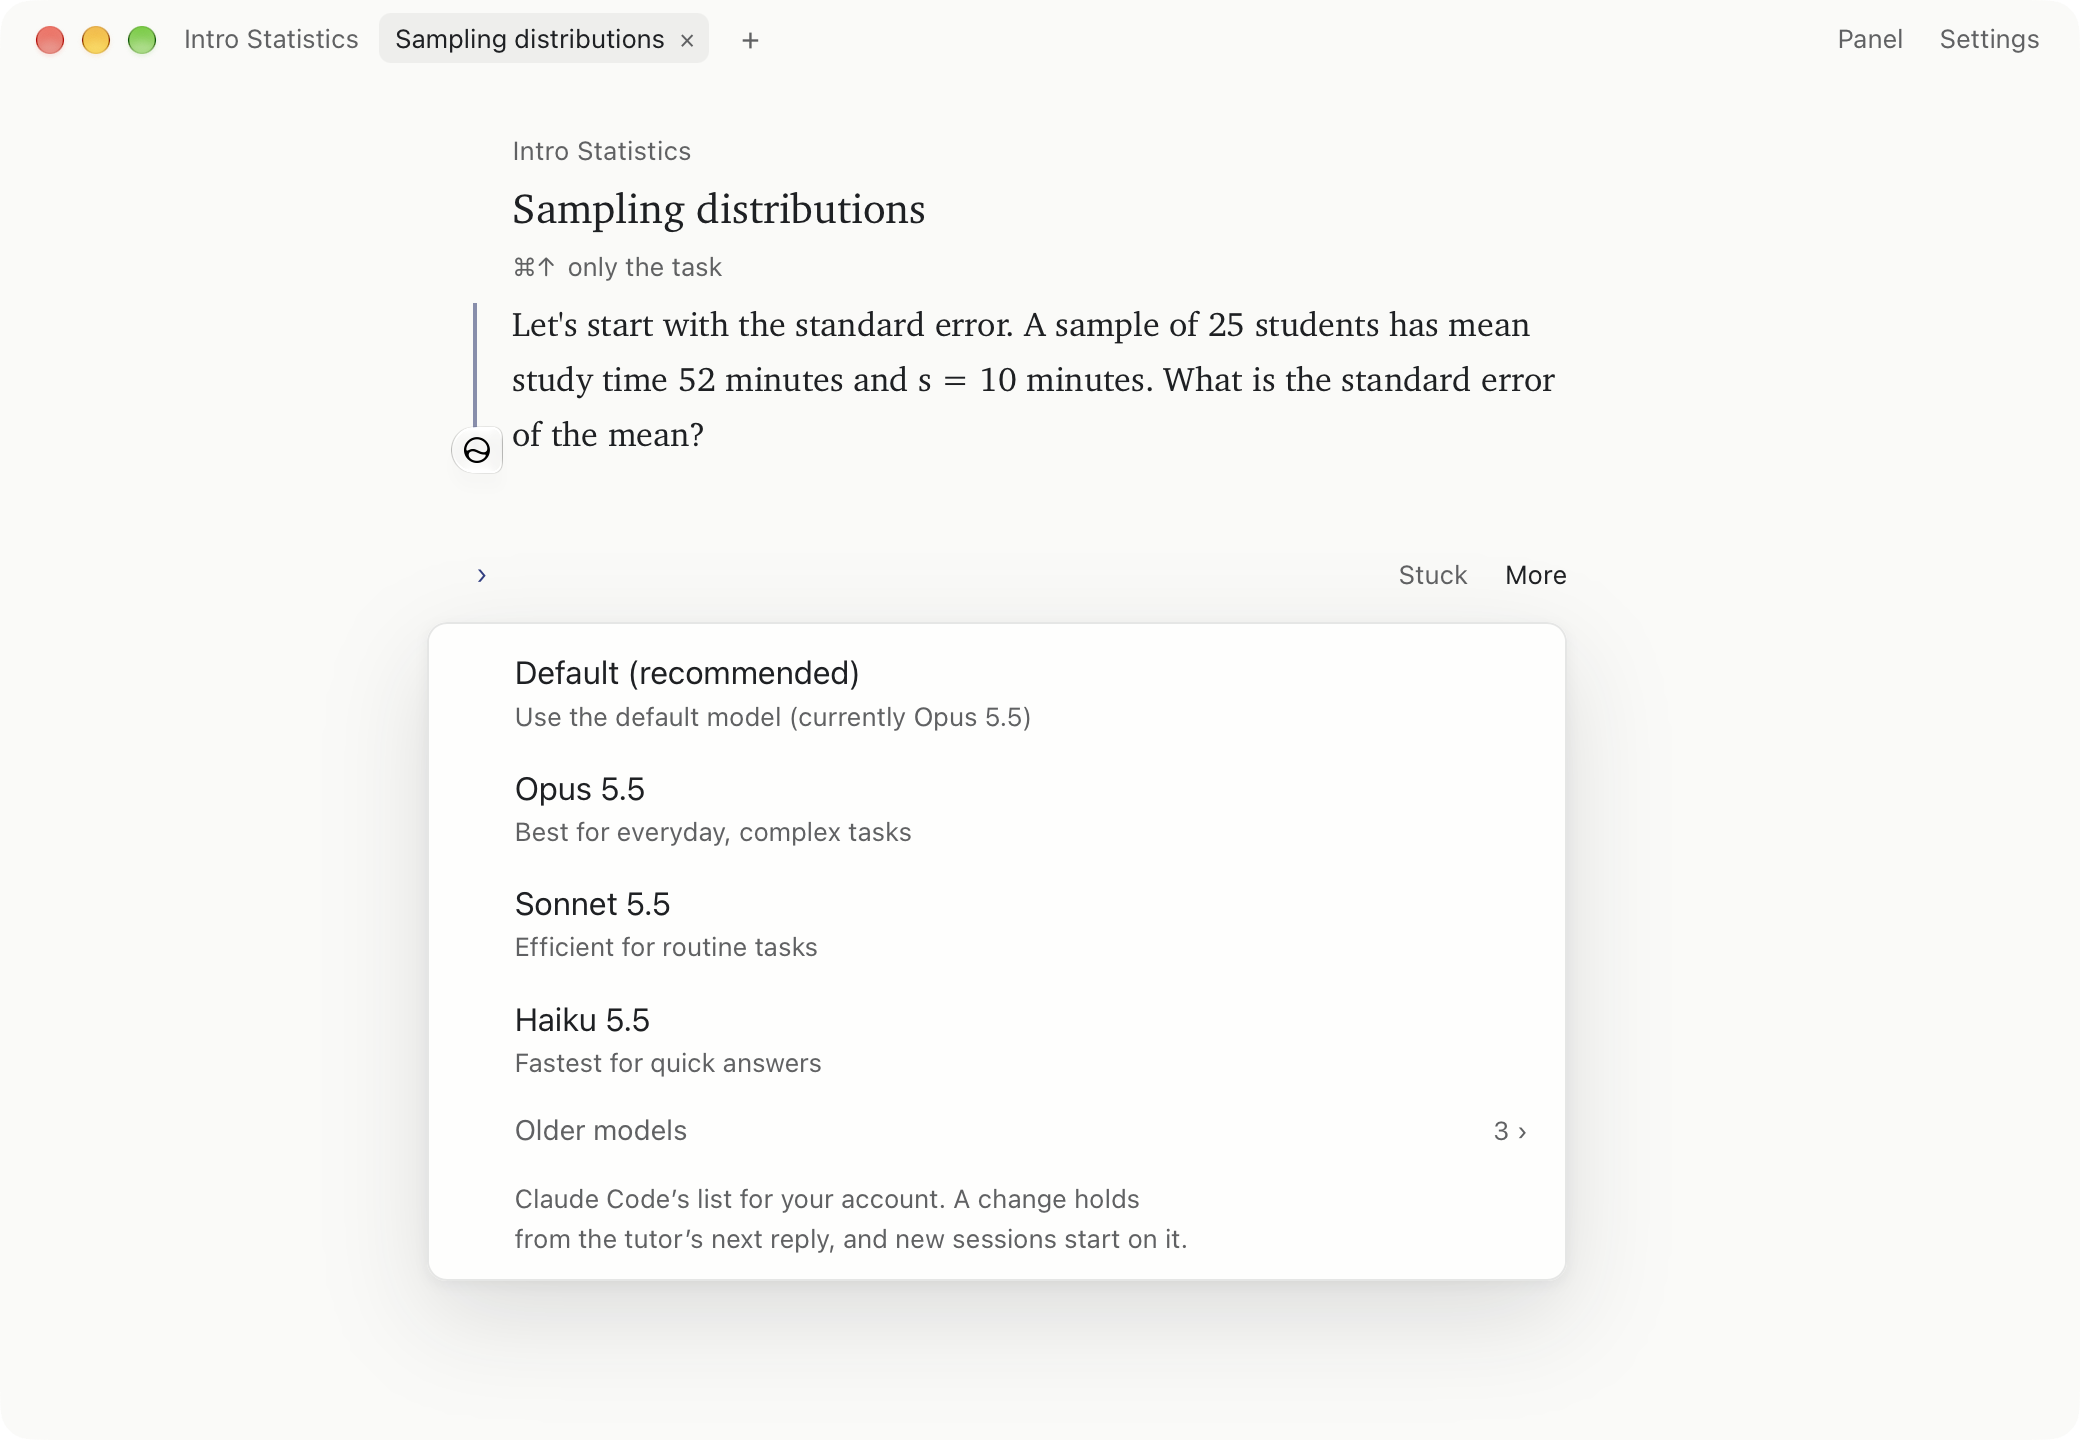 Intro Statistics
Sampling distributions ×
+
Panel
Settings
Intro Statistics
Sampling distributions
⌘↑ only the task
Let's start with the standard error. A sample of 25 students has mean
study time 52 minutes and s = 10 minutes. What is the standard error
of the mean?
›
Stuck
More
Default (recommended)
Use the default model (currently Opus 5.5)
Opus 5.5
Best for everyday, complex tasks
Sonnet 5.5
Efficient for routine tasks
Haiku 5.5
Fastest for quick answers
Older models
3 ›
Claude Code’s list for your account. A change holds
from the tutor’s next reply, and new sessions start on it.